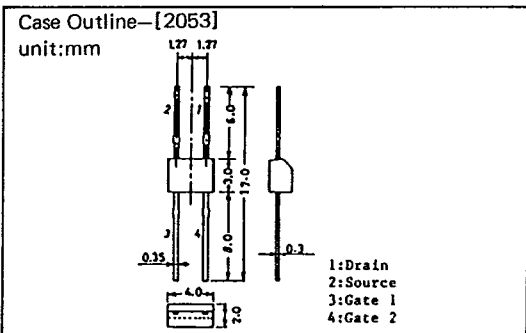 Case Outline—[2053]
unit:mm
1.27 1.27
2 1
6.0
3.0
17.0
8.0
3 4
0.35
0.3
4.0
2.0
1:Drain
2:Source
3:Gate 1
4:Gate 2